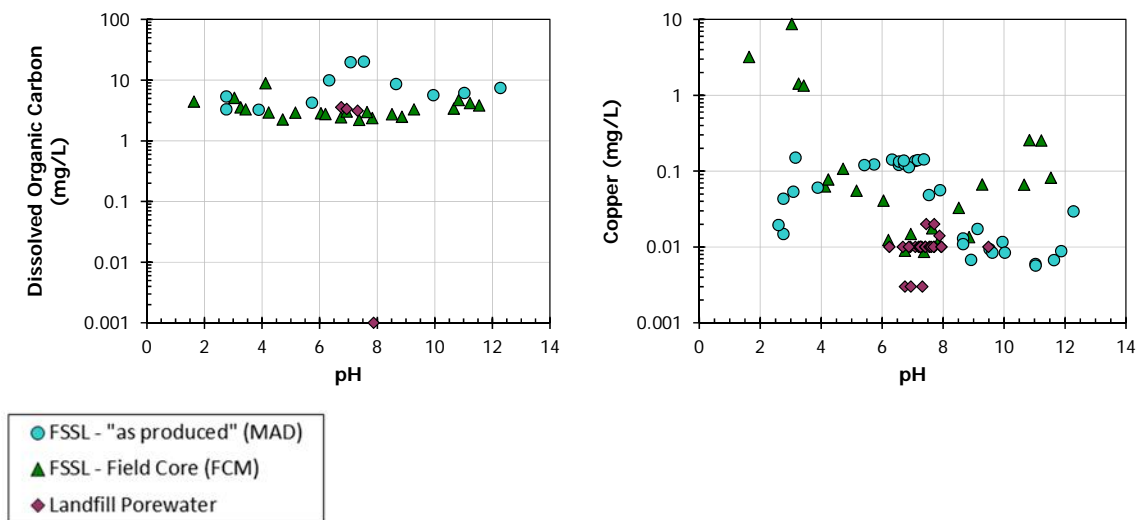 100
10
1
0.1
0.01
0.001
0 2 4 6 8 10 12 14
pH
Dissolved Organic Carbon
(mg/L)
10
1
0.1
0.01
0.001
0 2 4 6 8 10 12 14
pH
Copper (mg/L)
FSSL - "as produced" (MAD)
FSSL - Field Core (FCM)
Landfill Porewater